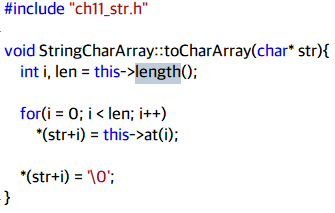 #include "ch11_str.h"
void StringCharArray::toCharArray(char* str){
int i, len = this->length();
for(i = 0; i < len; i++)
*(str+i) = this->at(i);
*(str+i) = '\0';
}